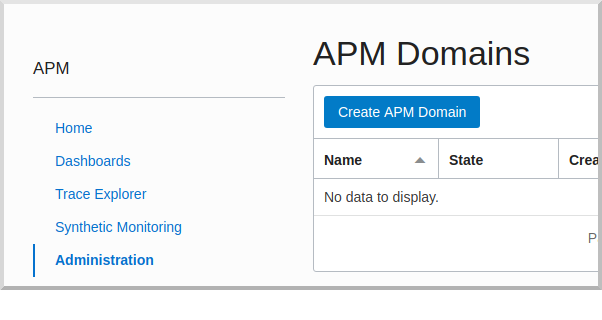 APM
Home
Dashboards
Trace Explorer
Synthetic Monitoring
Administration
APM Domains
Create APM Domain
Name State
No data to display.